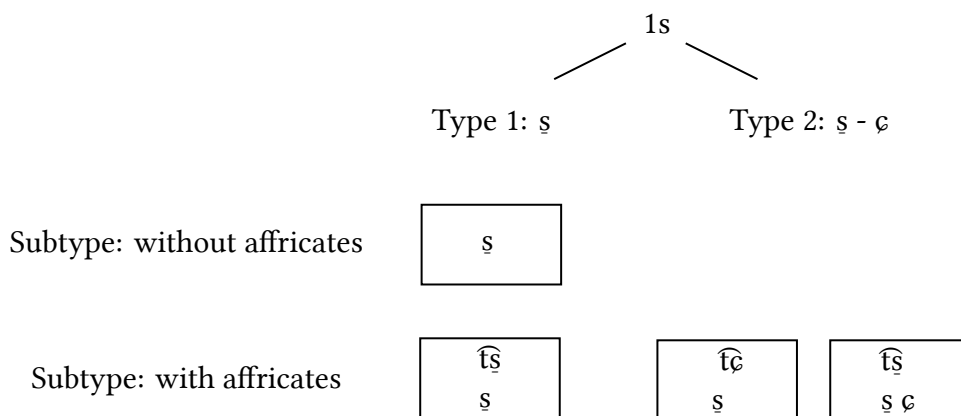 1s
Type 1: s̱ Type 2: s̱ - ɕ
Subtype: without affricates s̱
Subtype: with affricates t͡s̱ t͡ɕ t͡s̱
s̱ s̱ s̱ ɕ